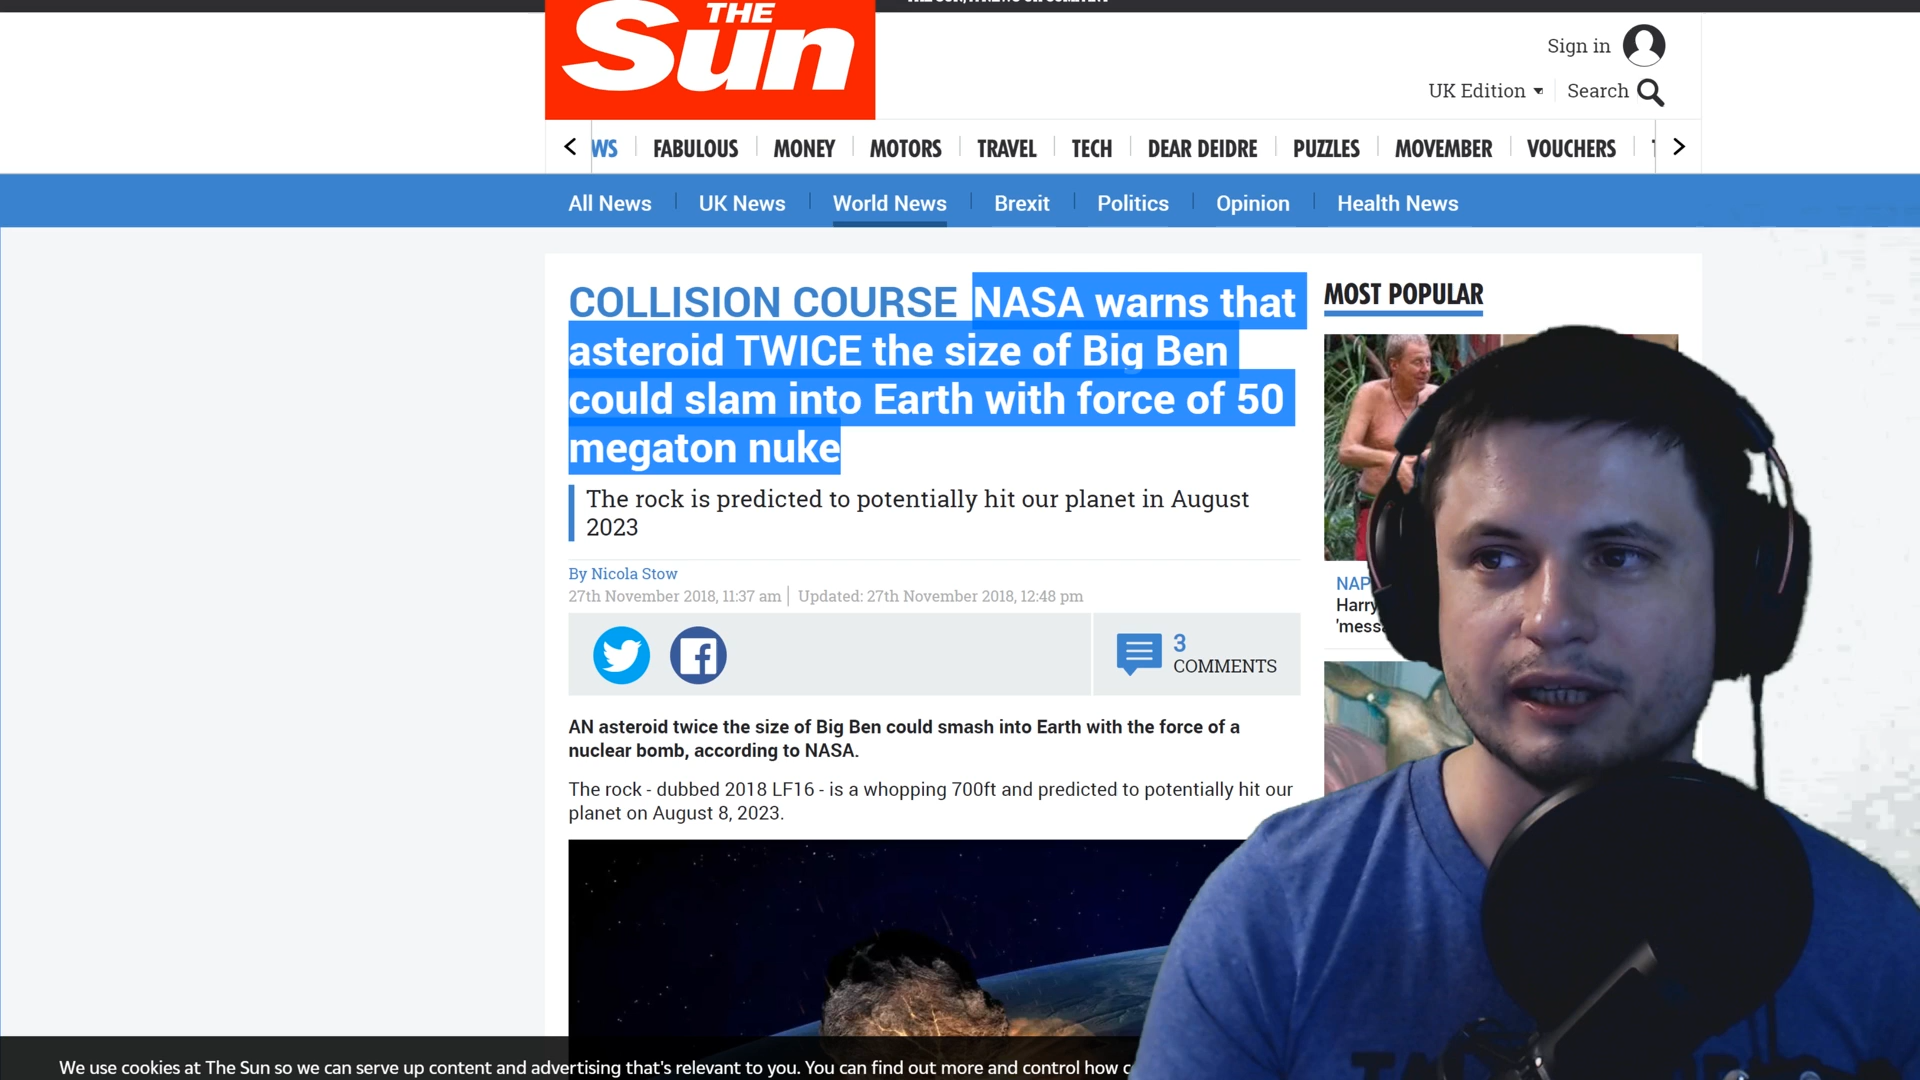 THE
Sun
Sign in
UK Edition
Search
WS
FABULOUS
MONEY
MOTORS
TRAVEL
TECH
DEAR DEIDRE
PUZZLES
MOVEMBER
VOUCHERS
All News
UK News
World News
Brexit
Politics
Opinion
Health News
COLLISION COURSE NASA warns that
asteroid TWICE the size of Big Ben
could slam into Earth with force of 50
megaton nuke
The rock is predicted to potentially hit our planet in August
2023
By Nicola Stow
27th November 2018, 11:37 am
Updated: 27th November 2018, 12:48 pm
3
COMMENTS
AN asteroid twice the size of Big Ben could smash into Earth with the force of a
nuclear bomb, according to NASA.
The rock - dubbed 2018 LF16 - is a whopping 700ft and predicted to potentially hit our
planet on August 8, 2023.
MOST POPULAR
NAP
Harry
'mess
We use cookies at The Sun so we can serve up content and advertising that's relevant to you. You can find out more and control how c